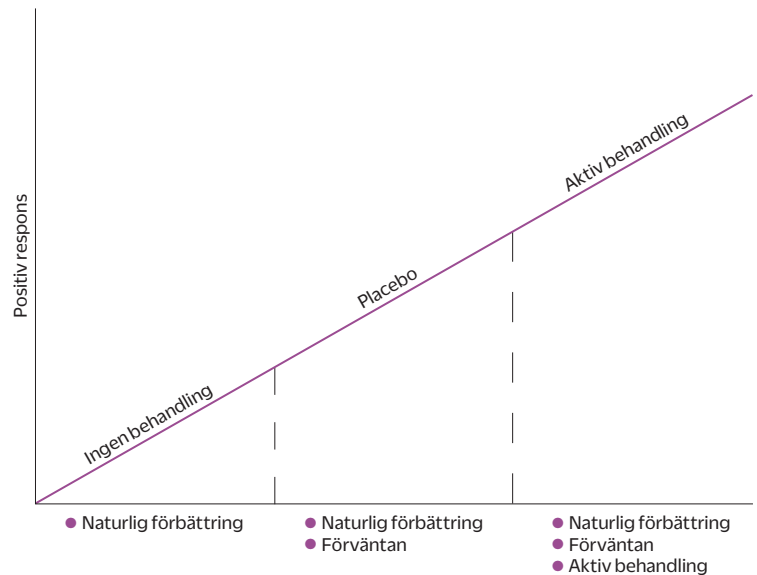 Positiv respons
Ingen behandling
Placebo
Aktiv behandling
Naturlig förbättring
Naturlig förbättring
Förväntan
Naturlig förbättring
Förväntan
Aktiv behandling